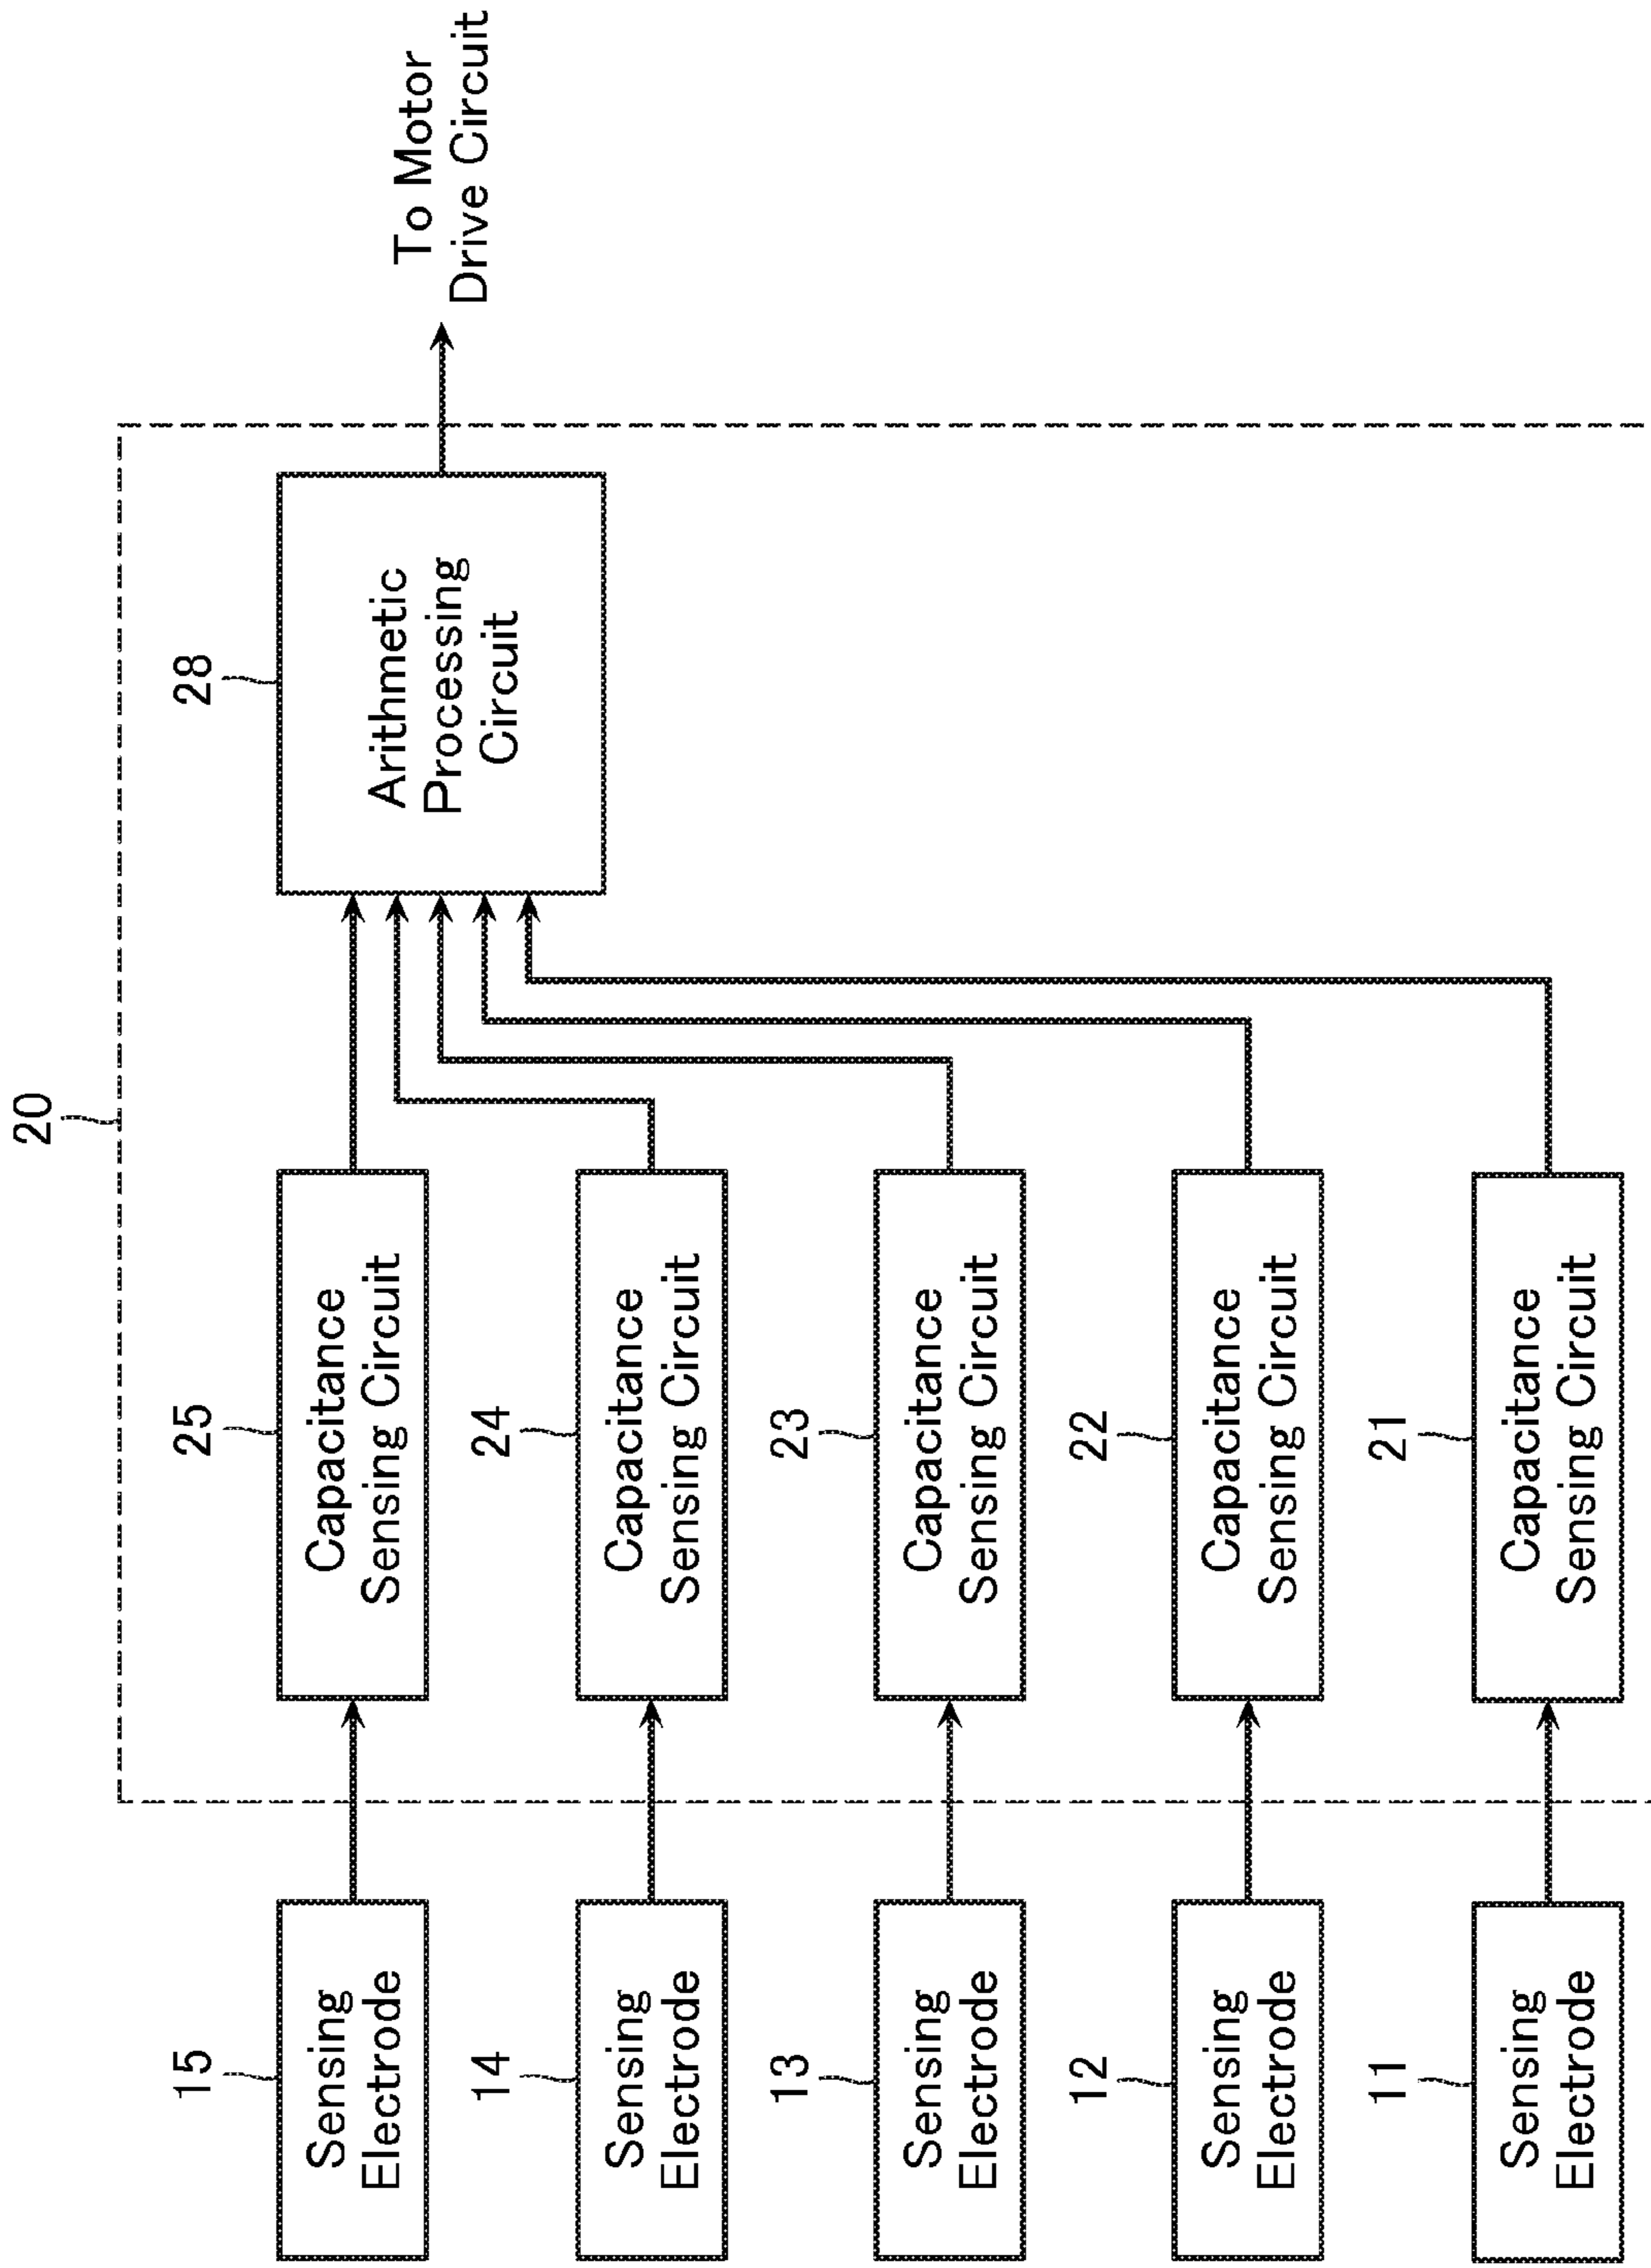 20
15
Sensing
Electrode
25
Capacitance
Sensing Circuit
28
Arithmetic
Processing
Circuit
To Motor
Drive Circuit
14
Sensing
Electrode
24
Capacitance
Sensing Circuit
13
Sensing
Electrode
23
Capacitance
Sensing Circuit
12
Sensing
Electrode
22
Capacitance
Sensing Circuit
11
Sensing
Electrode
21
Capacitance
Sensing Circuit